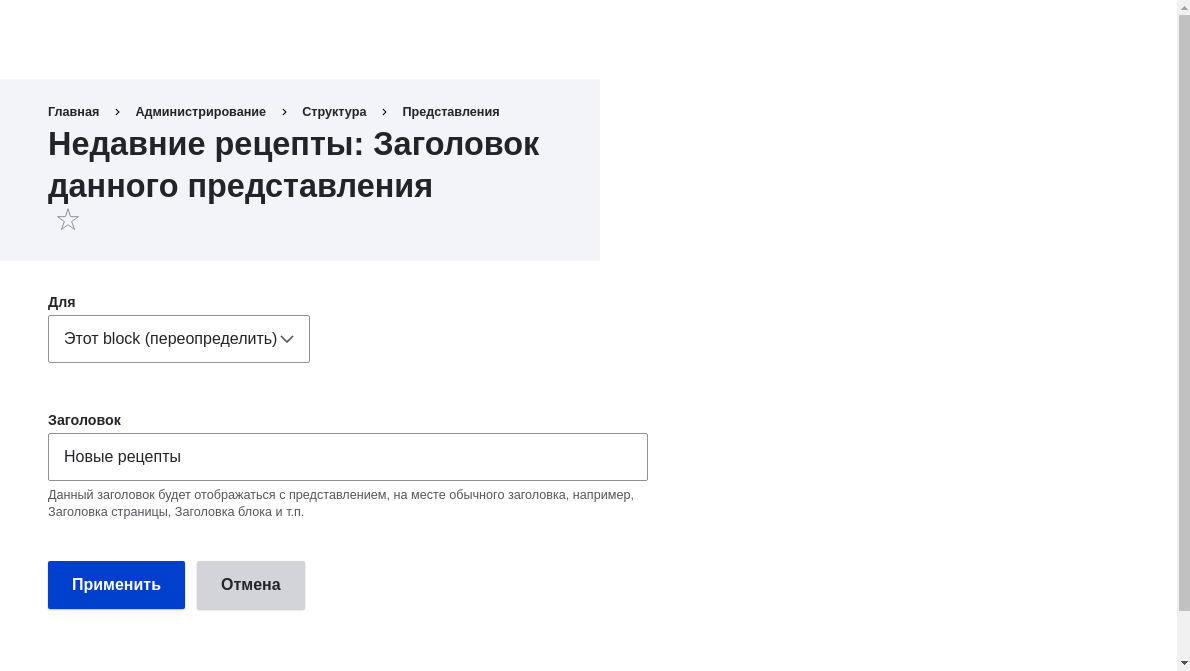 Главная Администрирование Структура Представления
Недавние рецепты: Заголовок
данного представления
Для
Этот block (переопределить)
Заголовок
Новые рецепты
Данный заголовок будет отображаться с представлением, на месте обычного заголовка, например,
Заголовка страницы, Заголовка блока и т.п.
Применить Отмена